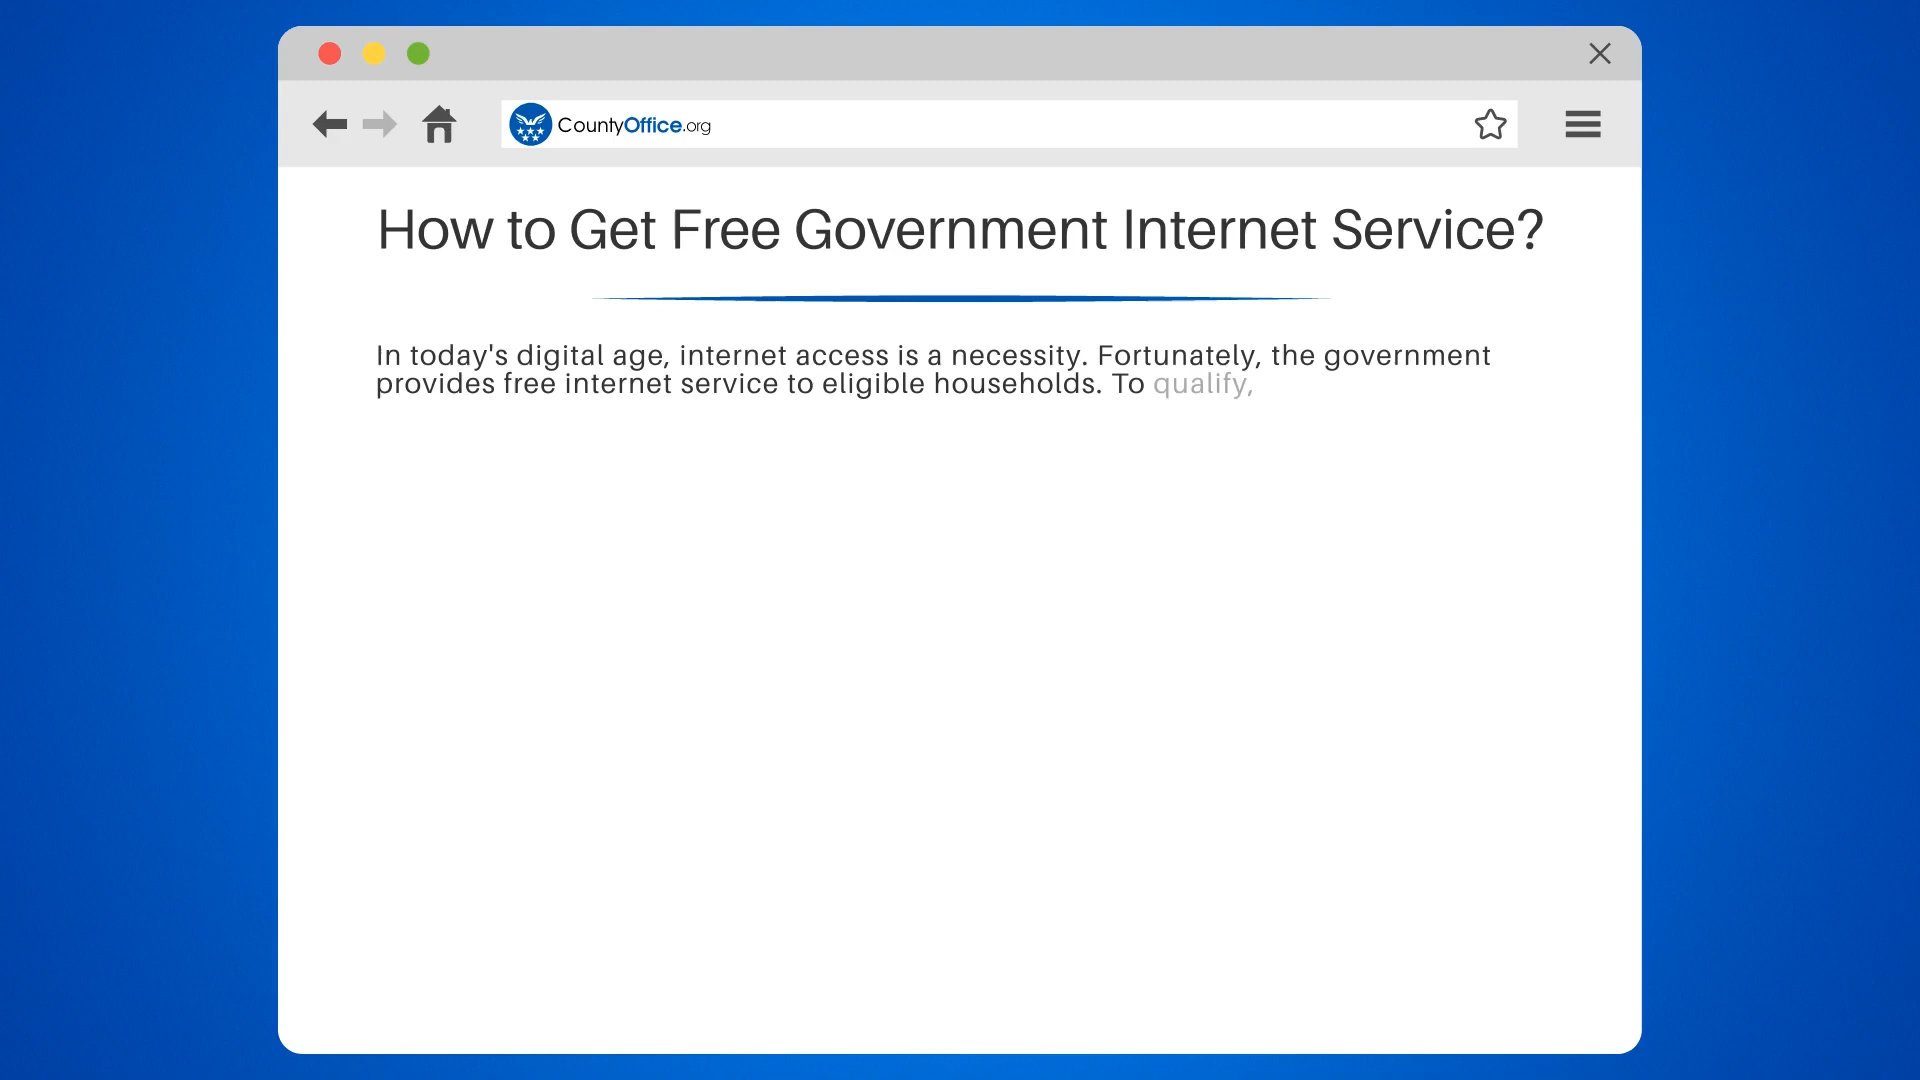 CountyOffice.org
How to Get Free Government Internet Service?
In today's digital age, internet access is a necessity. Fortunately, the government
provides free internet service to eligible households. To qualify,